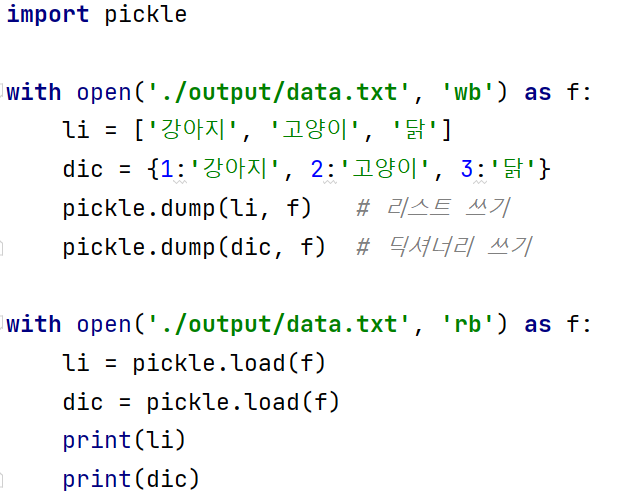 import pickle
with open('./output/data.txt', 'wb') as f:
    li = ['강아지', '고양이', '닭']
    dic = {1:'강아지', 2:'고양이', 3:'닭'}
    pickle.dump(li, f)   # 리스트 쓰기
    pickle.dump(dic, f)  # 딕셔너리 쓰기
with open('./output/data.txt', 'rb') as f:
    li = pickle.load(f)
    dic = pickle.load(f)
    print(li)
    print(dic)